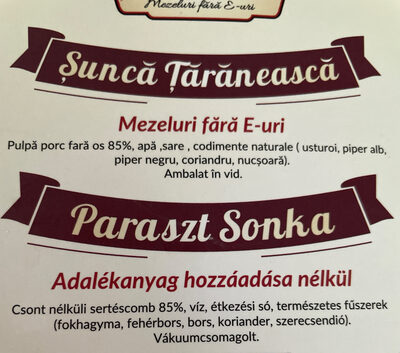 Mezeluri fără E-uri
Șuncă Țărănească
Mezeluri fără E-uri
Pulpă porc fară os 85%, apă ,sare , codimente naturale ( usturoi, piper alb,
piper negru, coriandru, nucșoară).
Ambalat în vid.
Paraszt Sonka
Adalékanyag hozzáadása nélkül
Csont nélküli sertéscomb 85%, víz, étkezési só, természetes fűszerek
(fokhagyma, fehérbors, bors, koriander, szerecsendió).
Vákuumcsomagolt.